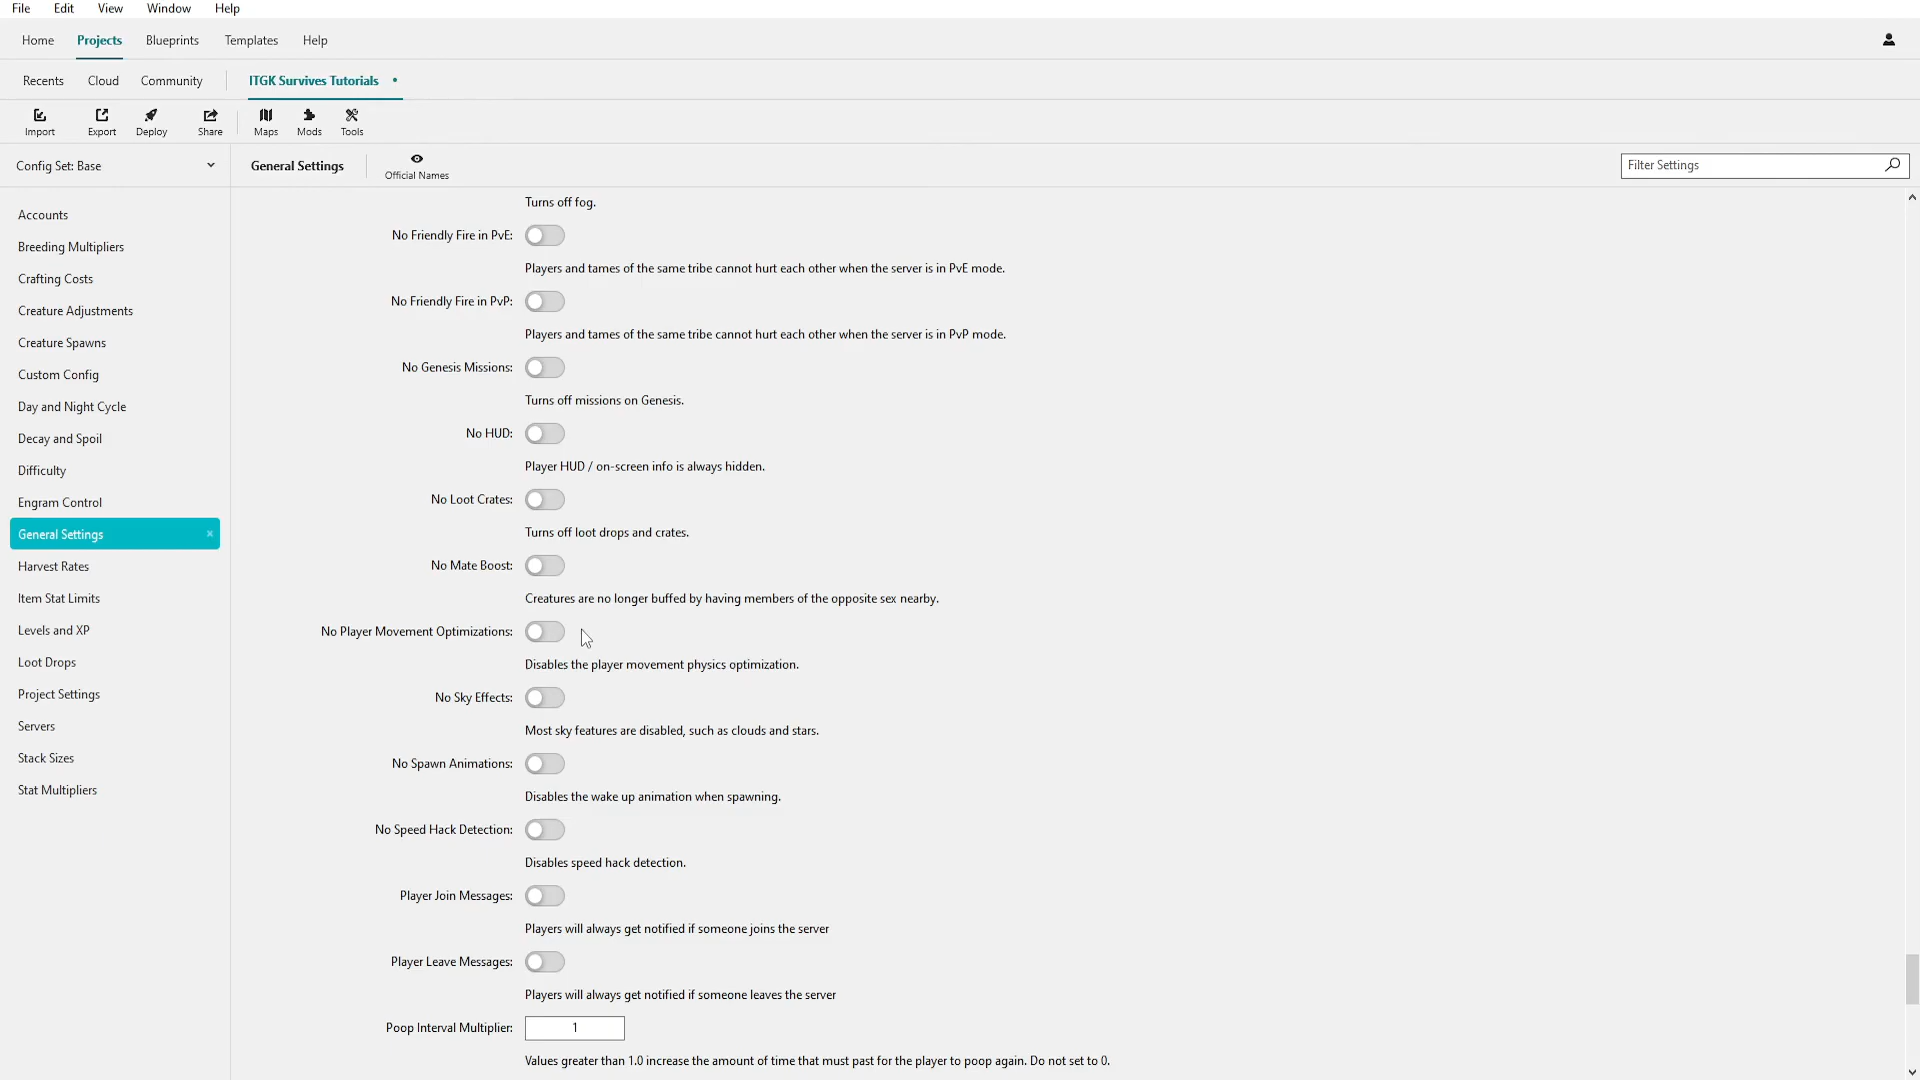 File Edit View Window Help
Home Projects Blueprints Templates Help
Recents Cloud Community ITGK Survives Tutorials •
Import Export Deploy Share Maps Mods Tools
Config Set: Base
General Settings
Official Names
Filter Settings
Accounts
Breeding Multipliers
Crafting Costs
Creature Adjustments
Creature Spawns
Custom Config
Day and Night Cycle
Decay and Spoil
Difficulty
Engram Control
General Settings ×
Harvest Rates
Item Stat Limits
Levels and XP
Loot Drops
Project Settings
Servers
Stack Sizes
Stat Multipliers
Turns off fog.
No Friendly Fire in PvE:
Players and tames of the same tribe cannot hurt each other when the server is in PvE mode.
No Friendly Fire in PvP:
Players and tames of the same tribe cannot hurt each other when the server is in PvP mode.
No Genesis Missions:
Turns off missions on Genesis.
No HUD:
Player HUD / on-screen info is always hidden.
No Loot Crates:
Turns off loot drops and crates.
No Mate Boost:
Creatures are no longer buffed by having members of the opposite sex nearby.
No Player Movement Optimizations:
Disables the player movement physics optimization.
No Sky Effects:
Most sky features are disabled, such as clouds and stars.
No Spawn Animations:
Disables the wake up animation when spawning.
No Speed Hack Detection:
Disables speed hack detection.
Player Join Messages:
Players will always get notified if someone joins the server
Player Leave Messages:
Players will always get notified if someone leaves the server
Poop Interval Multiplier: 1
Values greater than 1.0 increase the amount of time that must past for the player to poop again. Do not set to 0.